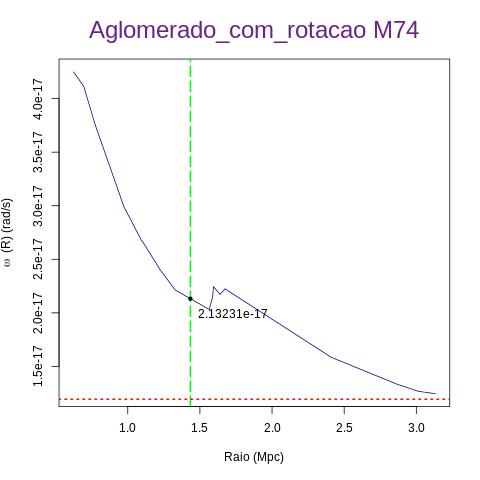 Aglomerado_com_rotacao M74
ω (R) (rad/s)
4.0e-17
3.5e-17
3.0e-17
2.5e-17
2.0e-17
1.5e-17
2.13231e-17
1.0 1.5 2.0 2.5 3.0
Raio (Mpc)